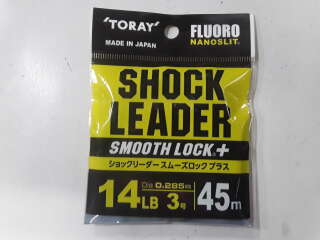 'TORAY'
MADE IN JAPAN
FLUORO
NANOSLIT.
SHOCK
LEADER
SMOOTH LOCK+
ショックリーダー スムーズロック プラス
14LB Dia 0.285mm 3号 45m